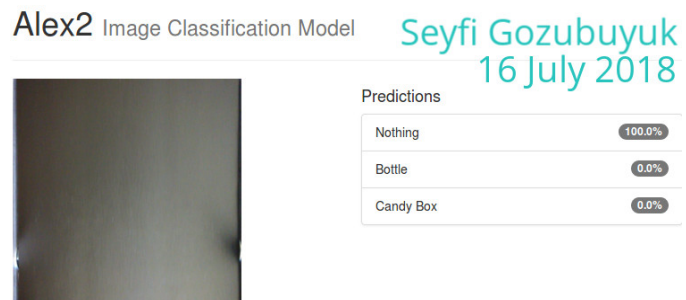 Alex2 Image Classification Model
Seyfi Gozubuyuk
16 July 2018
Predictions
Nothing 100.0%
Bottle 0.0%
Candy Box 0.0%